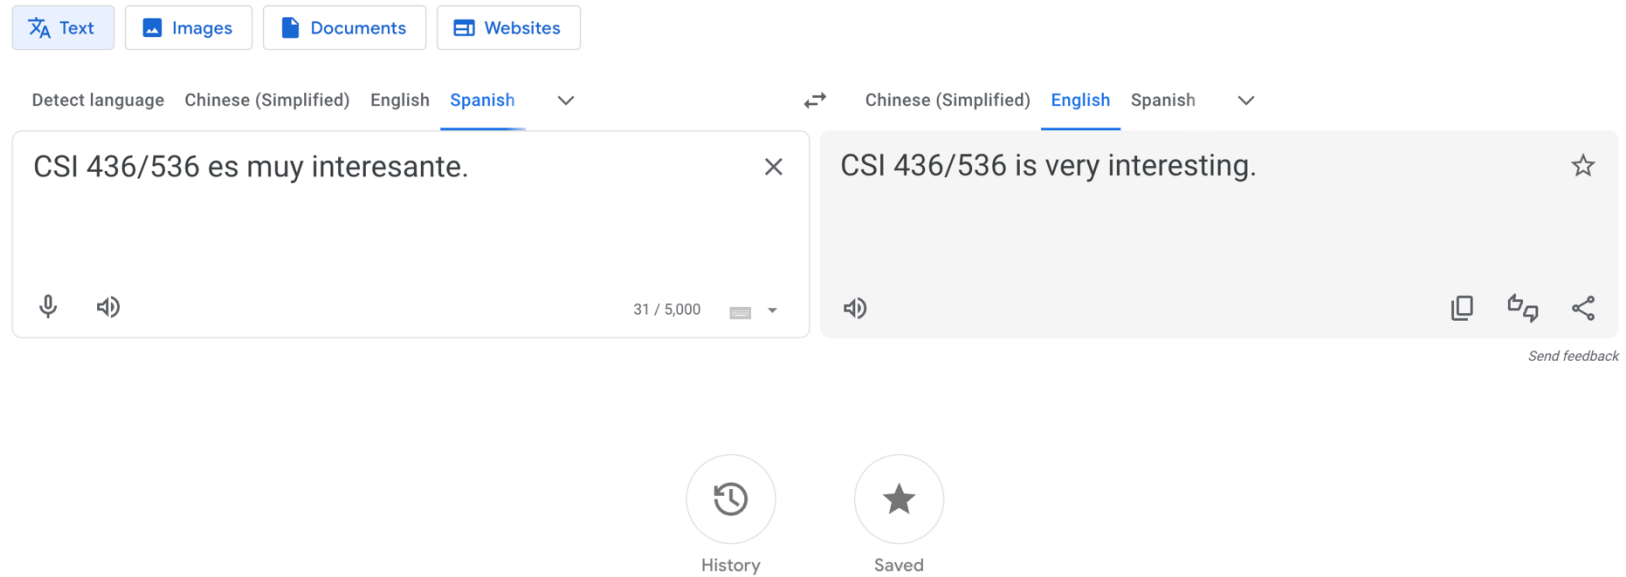 Text Images Documents Websites
Detect language Chinese (Simplified) English Spanish Chinese (Simplified) English Spanish
CSI 436/536 es muy interesante.
31 / 5,000
CSI 436/536 is very interesting.
Send feedback
History Saved